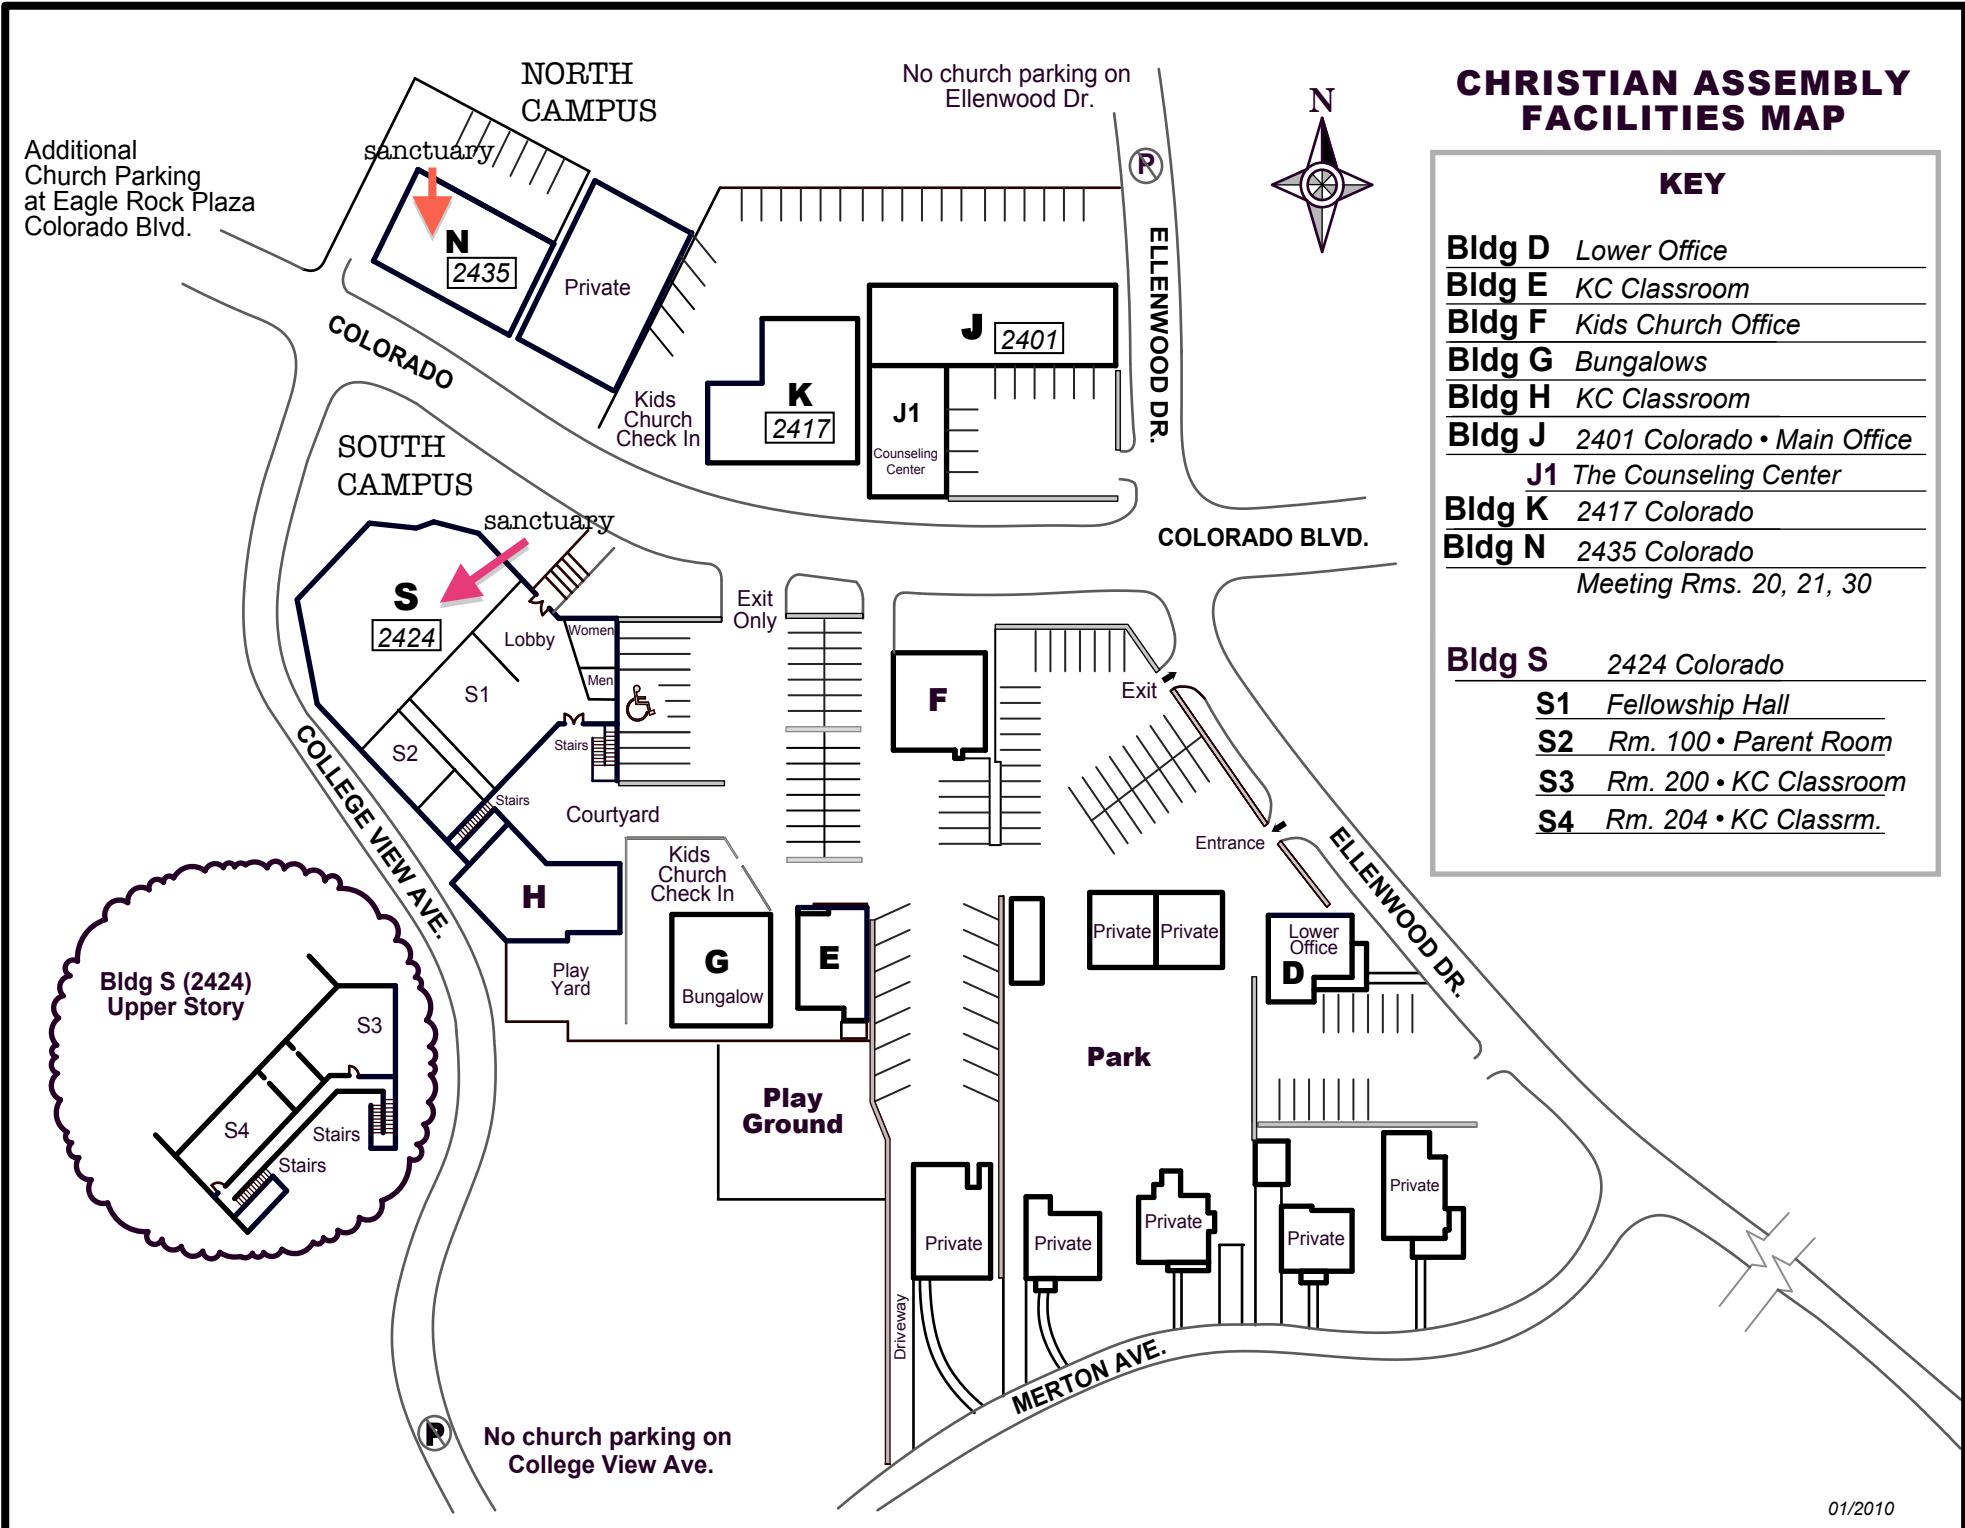 NORTH
CAMPUS
No church parking on
Ellenwood Dr.
N
CHRISTIAN ASSEMBLY
FACILITIES MAP
Additional
Church Parking
at Eagle Rock Plaza
Colorado Blvd.
sanctuary
N
2435
Private
P
ELLENWOOD DR.
COLORADO
J 2401
K
2417
Kids
Church
Check In
J1
Counseling
Center
SOUTH
CAMPUS
sanctuary
COLORADO BLVD.
KEY
Bldg D Lower Office
Bldg E KC Classroom
Bldg F Kids Church Office
Bldg G Bungalows
Bldg H KC Classroom
Bldg J 2401 Colorado • Main Office
J1 The Counseling Center
Bldg K 2417 Colorado
Bldg N 2435 Colorado
Meeting Rms. 20, 21, 30
Bldg S 2424 Colorado
S1 Fellowship Hall
S2 Rm. 100 • Parent Room
S3 Rm. 200 • KC Classroom
S4 Rm. 204 • KC Classrm.
S
2424
Lobby
Women
Men
Exit
Only
S1
S2
Stairs
Stairs
F
Exit
Entrance
COLLEGE VIEW AVE.
Courtyard
Kids
Church
Check In
H
ELLENWOOD DR.
G
Bungalow
E
Private
Private
Lower
Office
D
Play
Yard
Bldg S (2424)
Upper Story
S3
S4
Stairs
Stairs
Park
Play
Ground
Private
Private
Private
Private
Private
Driveway
MERTON AVE.
P
No church parking on
College View Ave.
01/2010